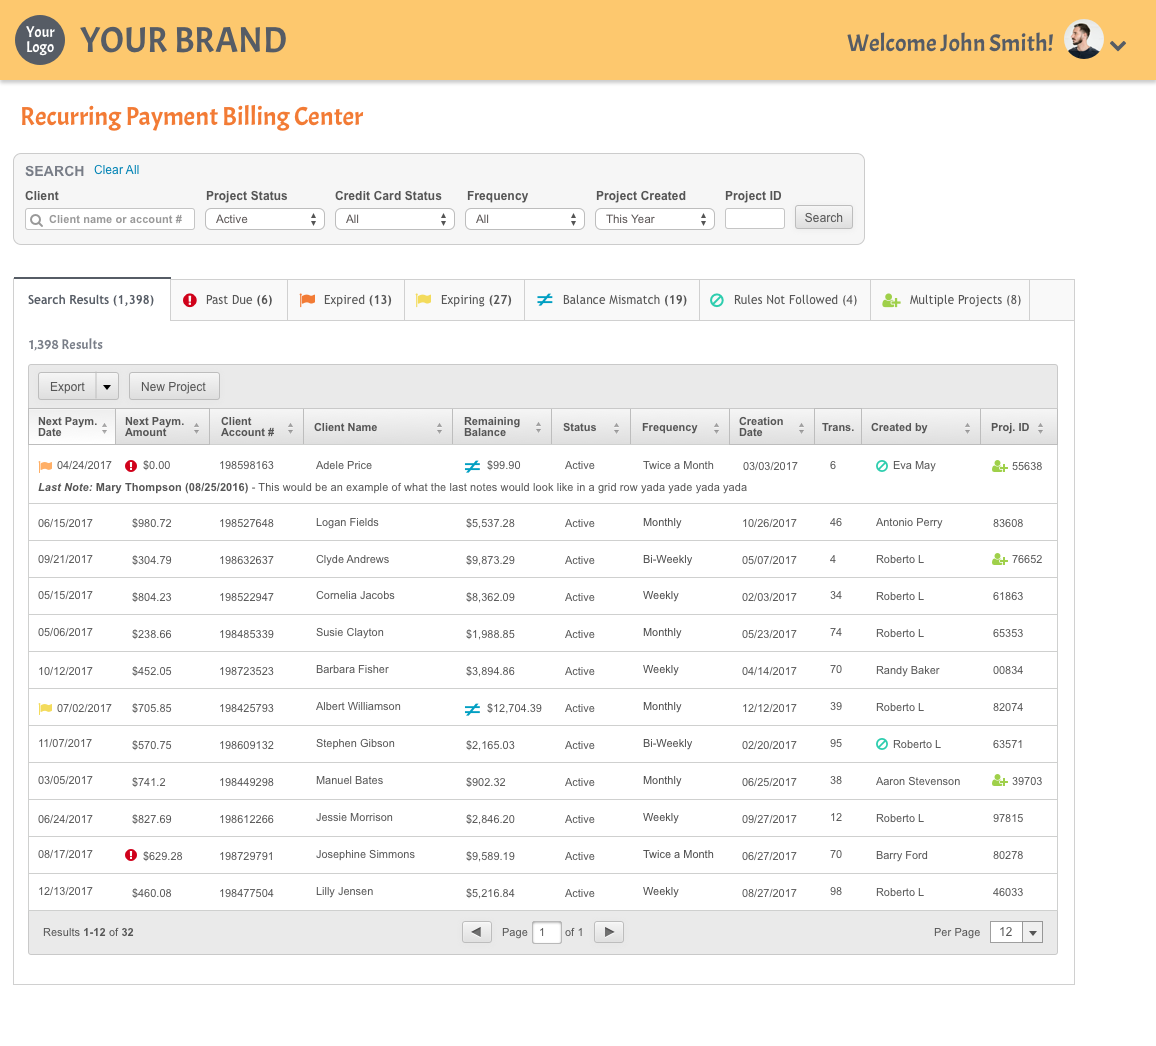 Your
Logo
YOUR BRAND
Welcome John Smith!
Recurring Payment Billing Center
SEARCH Clear All
Client Project Status Credit Card Status Frequency Project Created Project ID
Client name or account # Active All All This Year Search
Search Results (1,398) Past Due (6) Expired (13) Expiring (27) Balance Mismatch (19) Rules Not Followed (4) Multiple Projects (8)
1,398 Results
Export New Project
Next Paym. Date Next Paym. Amount Client Account # Client Name Remaining Balance Status Frequency Creation Date Trans. Created by Proj. ID
04/24/2017 $0.00 198598163 Adele Price $99.90 Active Twice a Month 03/03/2017 6 Eva May 55638
Last Note: Mary Thompson (08/25/2016) - This would be an example of what the last notes would look like in a grid row yada yade yada yada
06/15/2017 $980.72 198527648 Logan Fields $5,537.28 Active Monthly 10/26/2017 46 Antonio Perry 83608
09/21/2017 $304.79 198632637 Clyde Andrews $9,873.29 Active Bi-Weekly 05/07/2017 4 Roberto L 76652
05/15/2017 $804.23 198522947 Cornelia Jacobs $8,362.09 Active Weekly 02/03/2017 34 Roberto L 61863
05/06/2017 $238.66 198485339 Susie Clayton $1,988.85 Active Monthly 05/23/2017 74 Roberto L 65353
10/12/2017 $452.05 198723523 Barbara Fisher $3,894.86 Active Weekly 04/14/2017 70 Randy Baker 00834
07/02/2017 $705.85 198425793 Albert Williamson $12,704.39 Active Monthly 12/12/2017 39 Roberto L 82074
11/07/2017 $570.75 198609132 Stephen Gibson $2,165.03 Active Bi-Weekly 02/20/2017 95 Roberto L 63571
03/05/2017 $741.2 198449298 Manuel Bates $902.32 Active Monthly 06/25/2017 38 Aaron Stevenson 39703
06/24/2017 $827.69 198612266 Jessie Morrison $2,846.20 Active Weekly 09/27/2017 12 Roberto L 97815
08/17/2017 $629.28 198729791 Josephine Simmons $9,589.19 Active Twice a Month 06/27/2017 70 Barry Ford 80278
12/13/2017 $460.08 198477504 Lilly Jensen $5,216.84 Active Weekly 08/27/2017 98 Roberto L 46033
Results 1-12 of 32 Page 1 of 1 Per Page 12